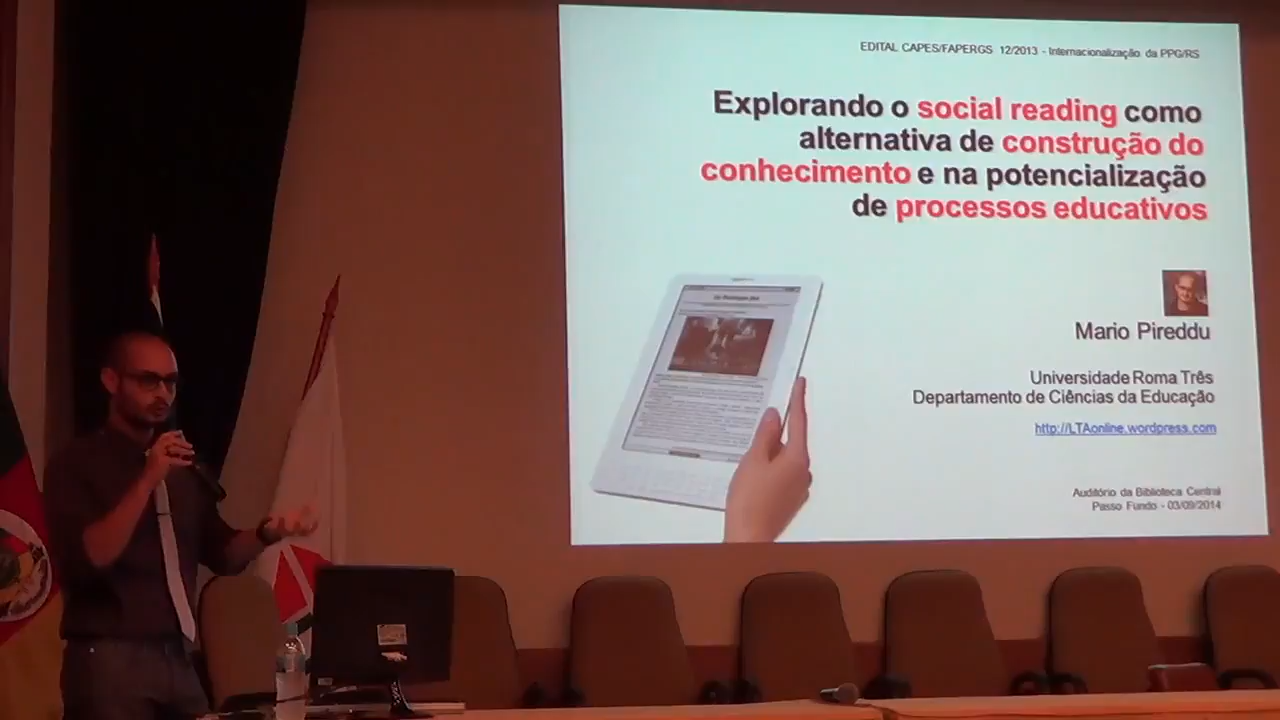 EDITAL CAPES/FAPERGS 12/2013 - Internacionalização da PPG/RS
Explorando o social reading como
alternativa de construção do
conhecimento e na potencialização
de processos educativos
Mario Pireddu
Universidade Roma Três
Departamento de Ciências da Educação
http://LTAonline.wordpress.com
Auditório da Biblioteca Central
Passo Fundo - 03/09/2014